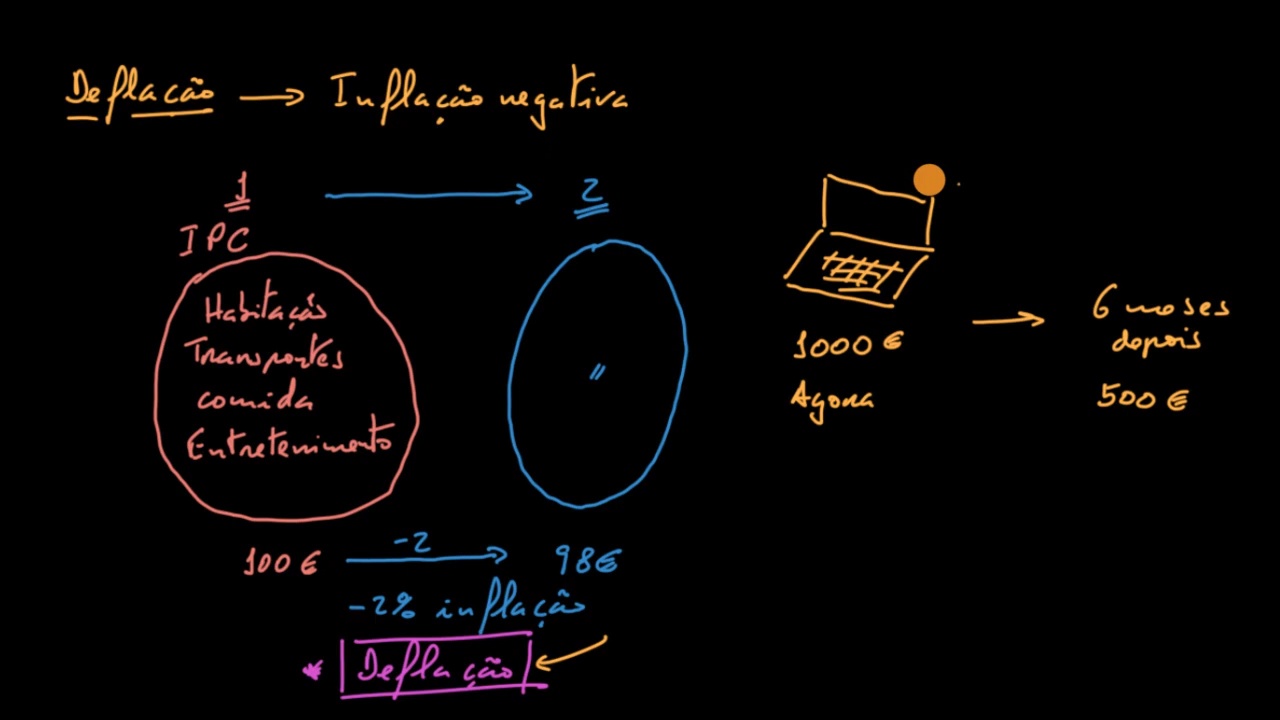 Deflação → Inflação negativa
1 → 2
IPC
Habitação
Transportes
comida
Entretenimento
"
100 € -2 → 98€
-2% inflação
* Deflação
1000 €
Agora
→ 6 meses
depois
500 €